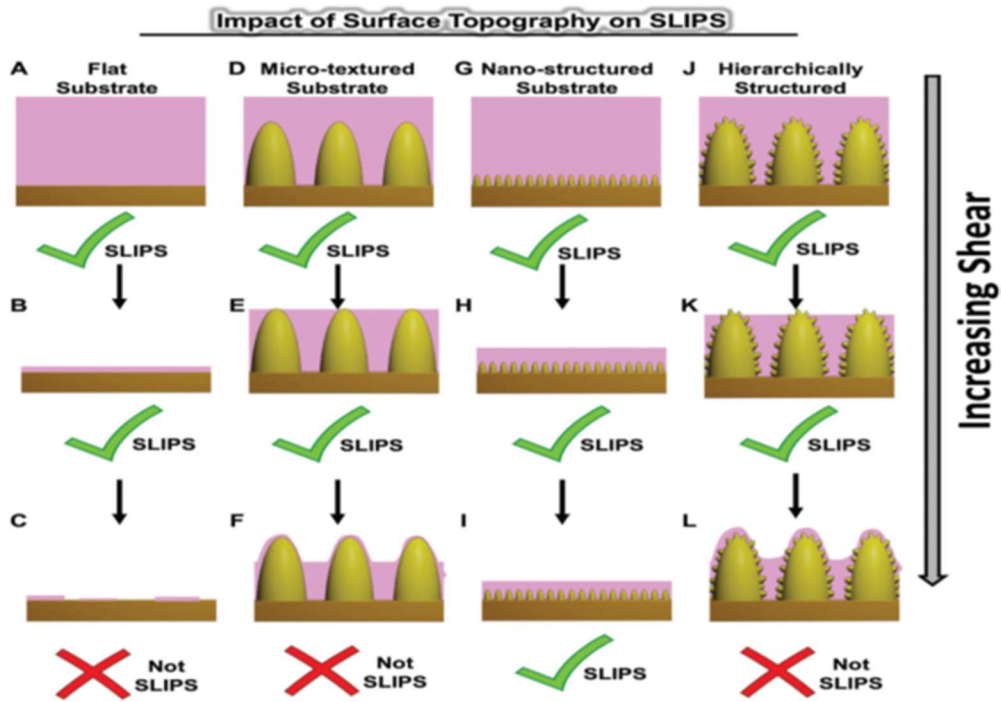 Impact of Surface Topography on SLIPS
A
Flat
Substrate
D
Micro-textured
Substrate
G
Nano-structured
Substrate
J
Hierarchically
Structured
SLIPS
SLIPS
SLIPS
SLIPS
B
E
H
K
SLIPS
SLIPS
SLIPS
SLIPS
C
F
I
L
Not
SLIPS
Not
SLIPS
SLIPS
Not
SLIPS
Increasing Shear